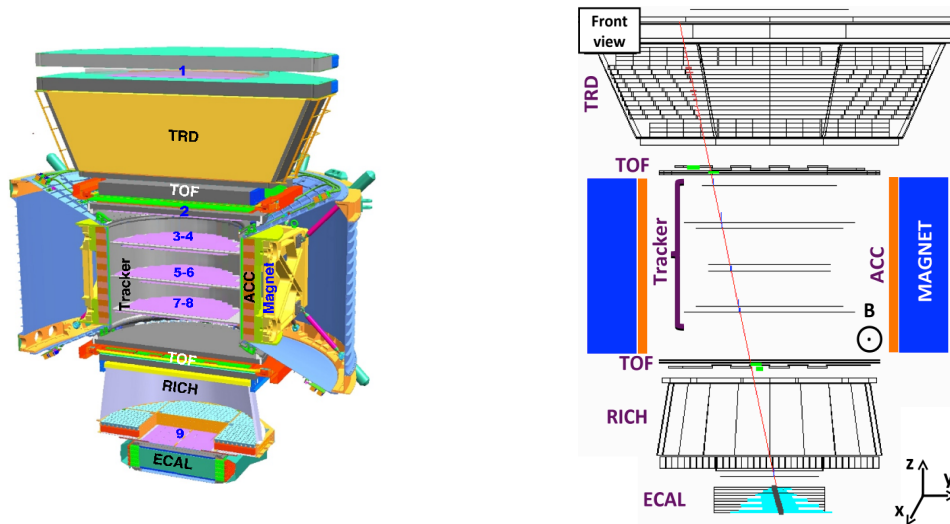 1
TRD
TOF
2
3-4
5-6
7-8
Tracker
ACC
Magnet
TOF
RICH
9
ECAL
Front
view
TRD
TOF
Tracker
ACC
MAGNET
B
TOF
RICH
ECAL
z
y
x